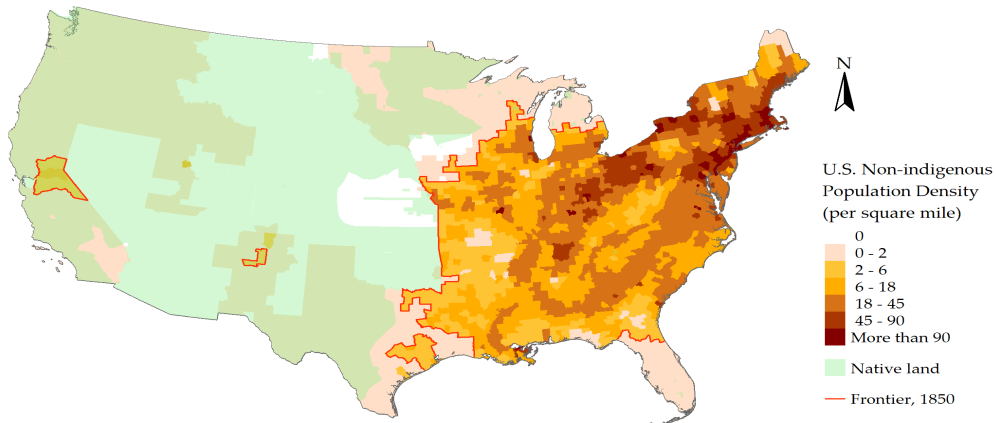 N
U.S. Non-indigenous
Population Density
(per square mile)
0
0 - 2
2 - 6
6 - 18
18 - 45
45 - 90
More than 90
Native land
Frontier, 1850